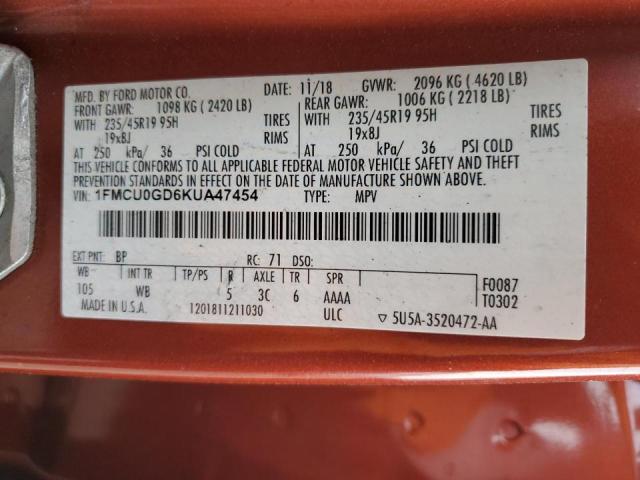 MFD. BY FORD MOTOR CO. DATE: 11/18 GVWR: 2096 KG ( 4620 LB)
FRONT GAWR: 1098 KG ( 2420 LB) REAR GAWR: 1006 KG ( 2218 LB)
WITH 235/45R19 95H TIRES WITH 235/45R19 95H TIRES
19x8J RIMS 19x8J RIMS
AT 250 kPa/ 36 PSI COLD AT 250 kPa/ 36 PSI COLD
THIS VEHICLE CONFORMS TO ALL APPLICABLE FEDERAL MOTOR VEHICLE SAFETY AND THEFT
PREVENTION STANDARDS IN EFFECT ON THE DATE OF MANUFACTURE SHOWN ABOVE.
VIN: 1FMCU0GD6KUA47454 TYPE: MPV
EXT PNT: BP RC: 71 DSO:
WB INT TR TP/PS R AXLE TR SPR F0087
105 WB 5 3C 6 AAAA T0302
MADE IN U.S.A. 1201811211030 ULC ▽ 5U5A-3520472-AA